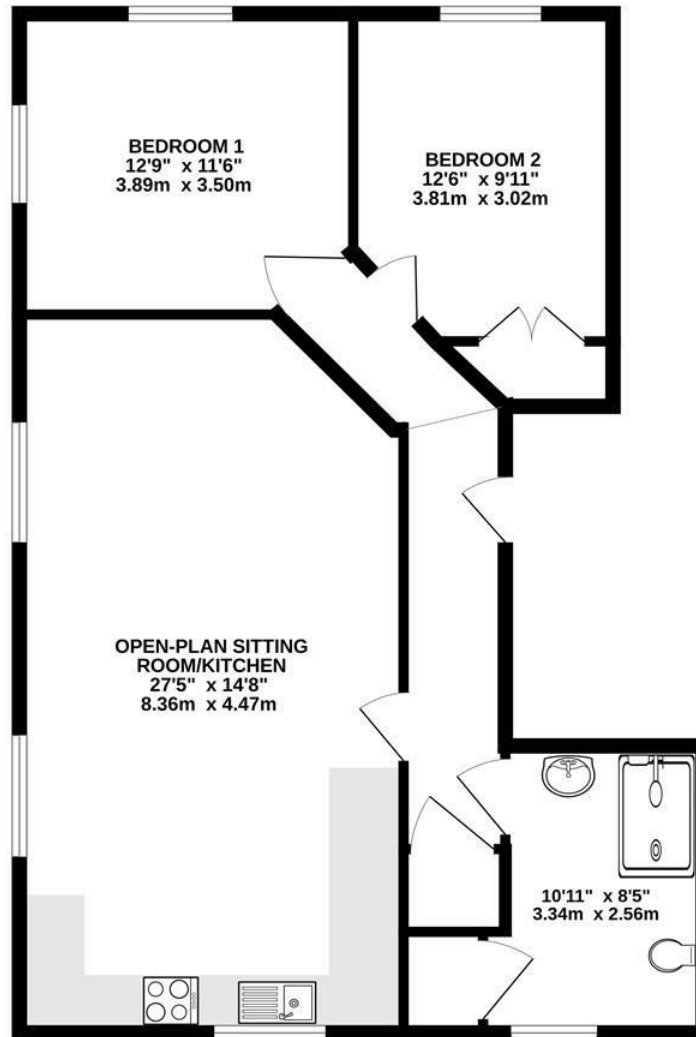 BEDROOM 1
12'9" x 11'6"
3.89m x 3.50m
BEDROOM 2
12'6" x 9'11"
3.81m x 3.02m
OPEN-PLAN SITTING
ROOM/KITCHEN
27'5" x 14'8"
8.36m x 4.47m
10'11" x 8'5"
3.34m x 2.56m